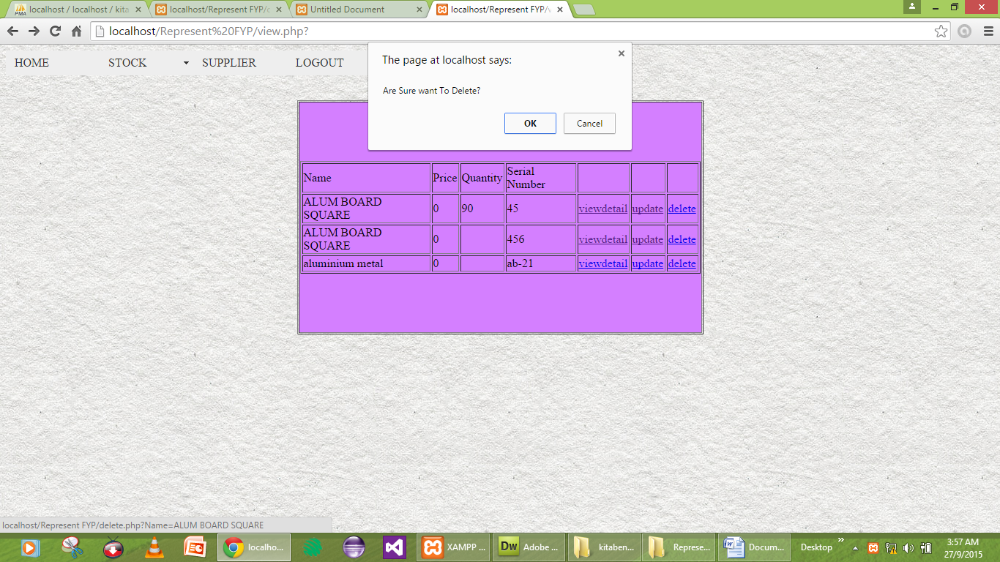 localhost / localhost / kita
localhost/Represent FYP/
Untitled Document
localhost/Represent FYP/
localhost/Represent%20FYP/view.php?
HOME
STOCK
SUPPLIER
LOGOUT
The page at localhost says:
Are Sure want To Delete?
OK
Cancel
Name Price Quantity Serial
Number
ALUM BOARD
SQUARE 0 90 45 viewdetail update delete
ALUM BOARD
SQUARE 0 456 viewdetail update delete
aluminium metal 0 ab-21 viewdetail update delete
localhost/Represent FYP/delete.php?Name=ALUM BOARD SQUARE
localho...
XAMPP ...
Dw Adobe ...
kitaben...
Represe...
Docum...
Desktop
3:57 AM
27/9/2015